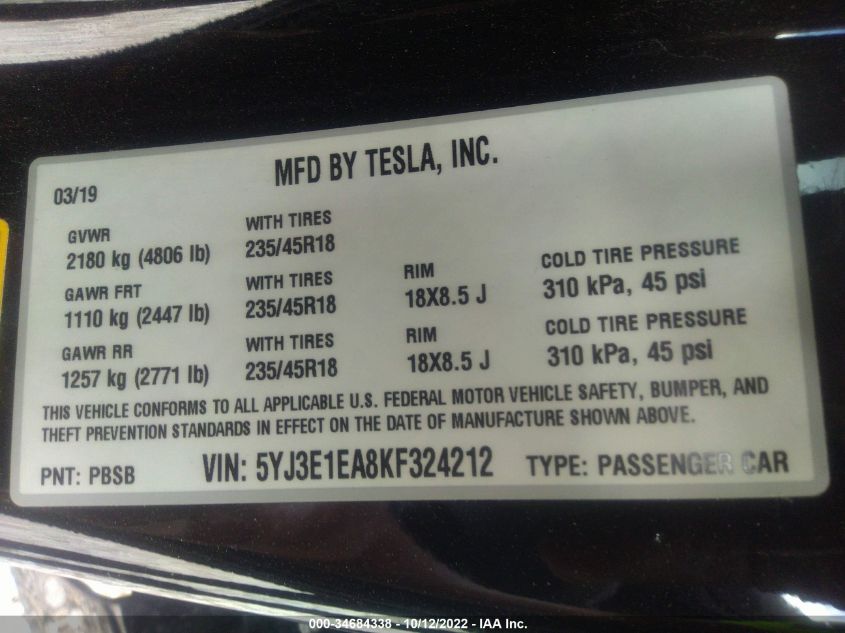 MFD BY TESLA, INC.
03/19
GVWR
2180 kg (4806 lb)
WITH TIRES
235/45R18
GAWR FRT
1110 kg (2447 lb)
WITH TIRES
235/45R18
RIM
18X8.5 J
COLD TIRE PRESSURE
310 kPa, 45 psi
GAWR RR
1257 kg (2771 lb)
WITH TIRES
235/45R18
RIM
18X8.5 J
COLD TIRE PRESSURE
310 kPa, 45 psi
THIS VEHICLE CONFORMS TO ALL APPLICABLE U.S. FEDERAL MOTOR VEHICLE SAFETY, BUMPER, AND
THEFT PREVENTION STANDARDS IN EFFECT ON THE DATE OF MANUFACTURE SHOWN ABOVE.
PNT: PBSB VIN: 5YJ3E1EA8KF324212 TYPE: PASSENGER CAR
000-34684338 - 10/12/2022 - IAA Inc.